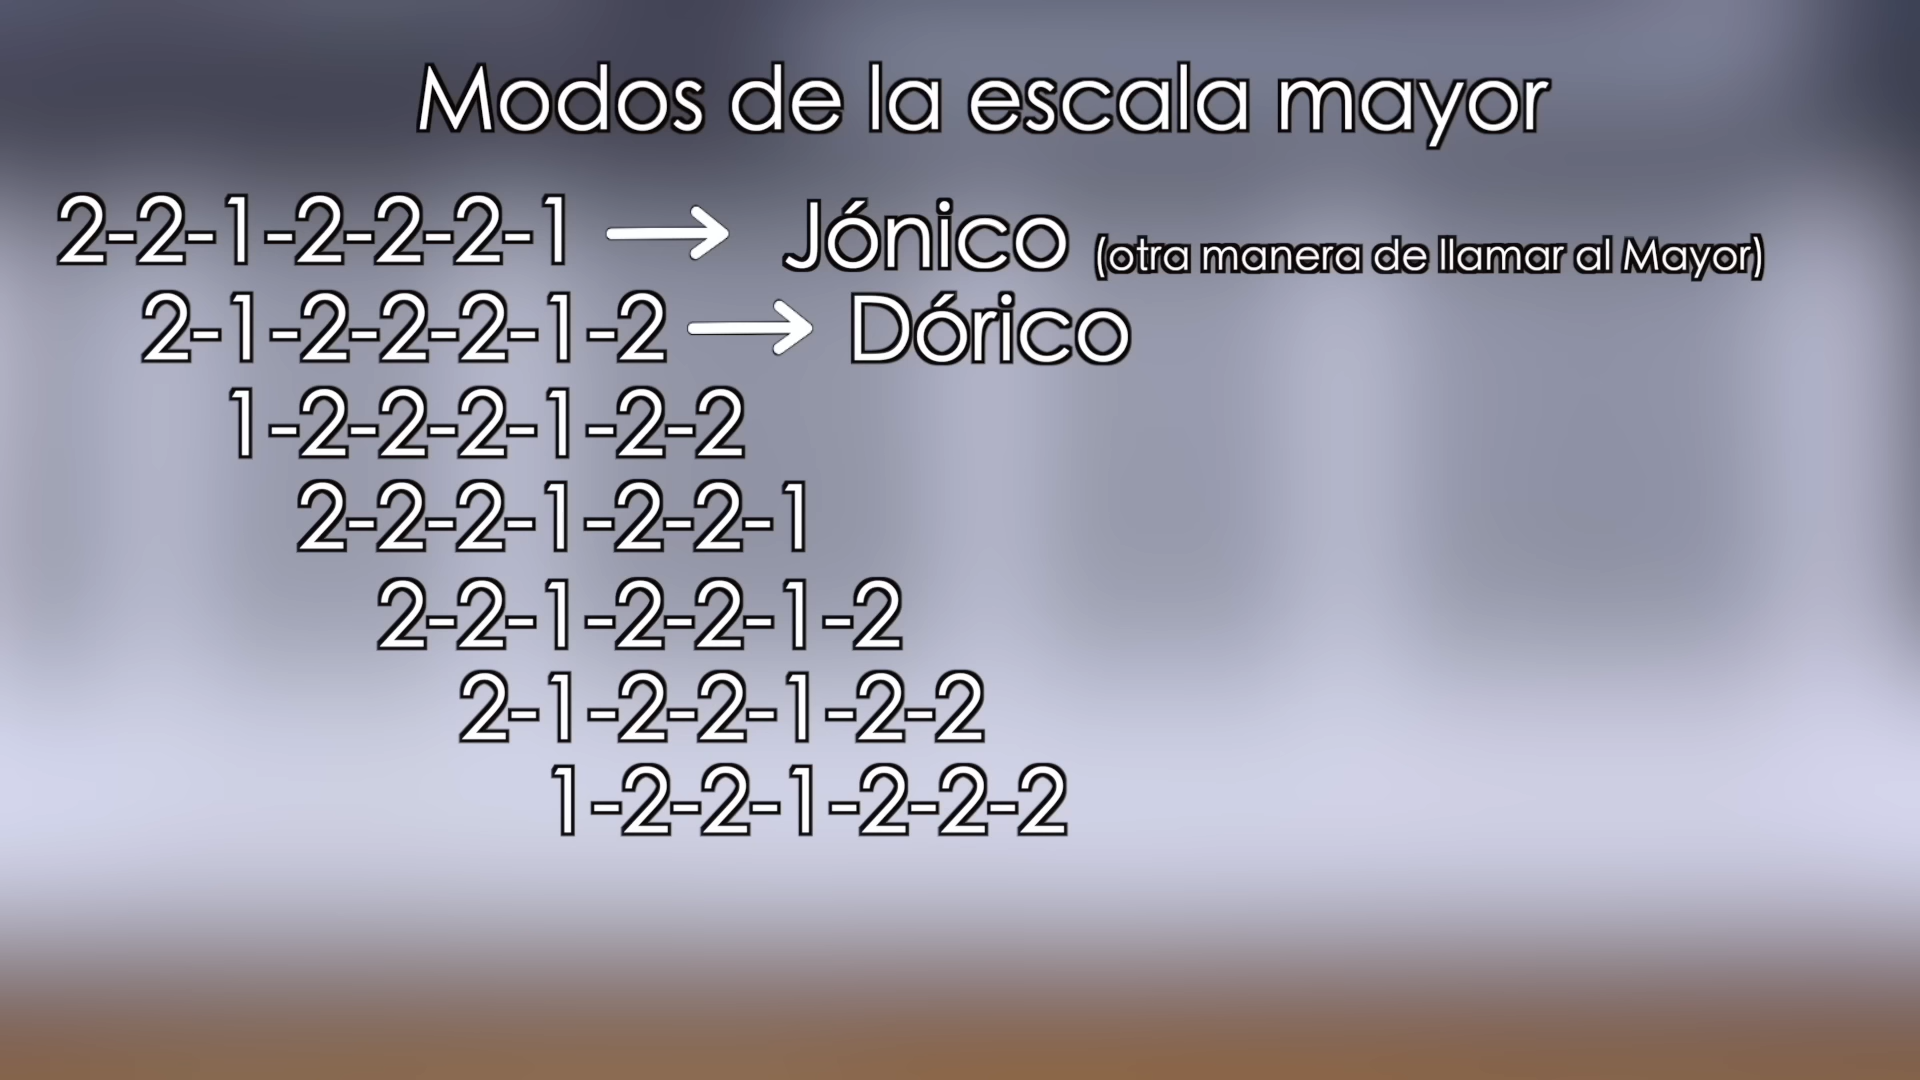 Modos de la escala mayor
2-2-1-2-2-2-1 → Jónico (otra manera de llamar al Mayor)
2-1-2-2-2-1-2 → Dórico
1-2-2-2-1-2-2
2-2-2-1-2-2-1
2-2-1-2-2-1-2
2-1-2-2-1-2-2
1-2-2-1-2-2-2